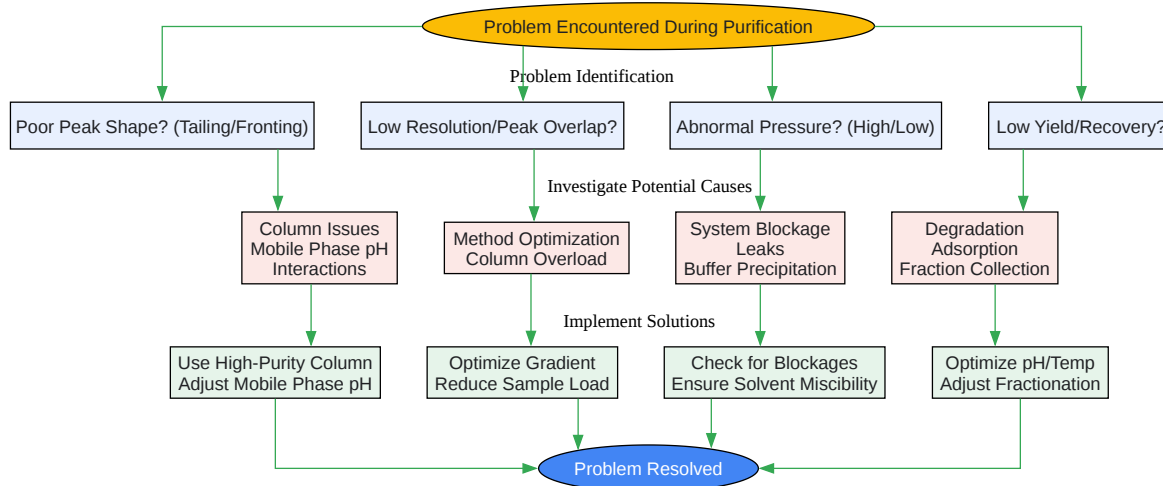 Problem Encountered During Purification
Problem Identification
Poor Peak Shape? (Tailing/Fronting)
Low Resolution/Peak Overlap?
Abnormal Pressure? (High/Low)
Low Yield/Recovery?
Investigate Potential Causes
Column Issues
Mobile Phase pH
Interactions
Method Optimization
Column Overload
System Blockage
Leaks
Buffer Precipitation
Degradation
Adsorption
Fraction Collection
Implement Solutions
Use High-Purity Column
Adjust Mobile Phase pH
Optimize Gradient
Reduce Sample Load
Check for Blockages
Ensure Solvent Miscibility
Optimize pH/Temp
Adjust Fractionation
Problem Resolved